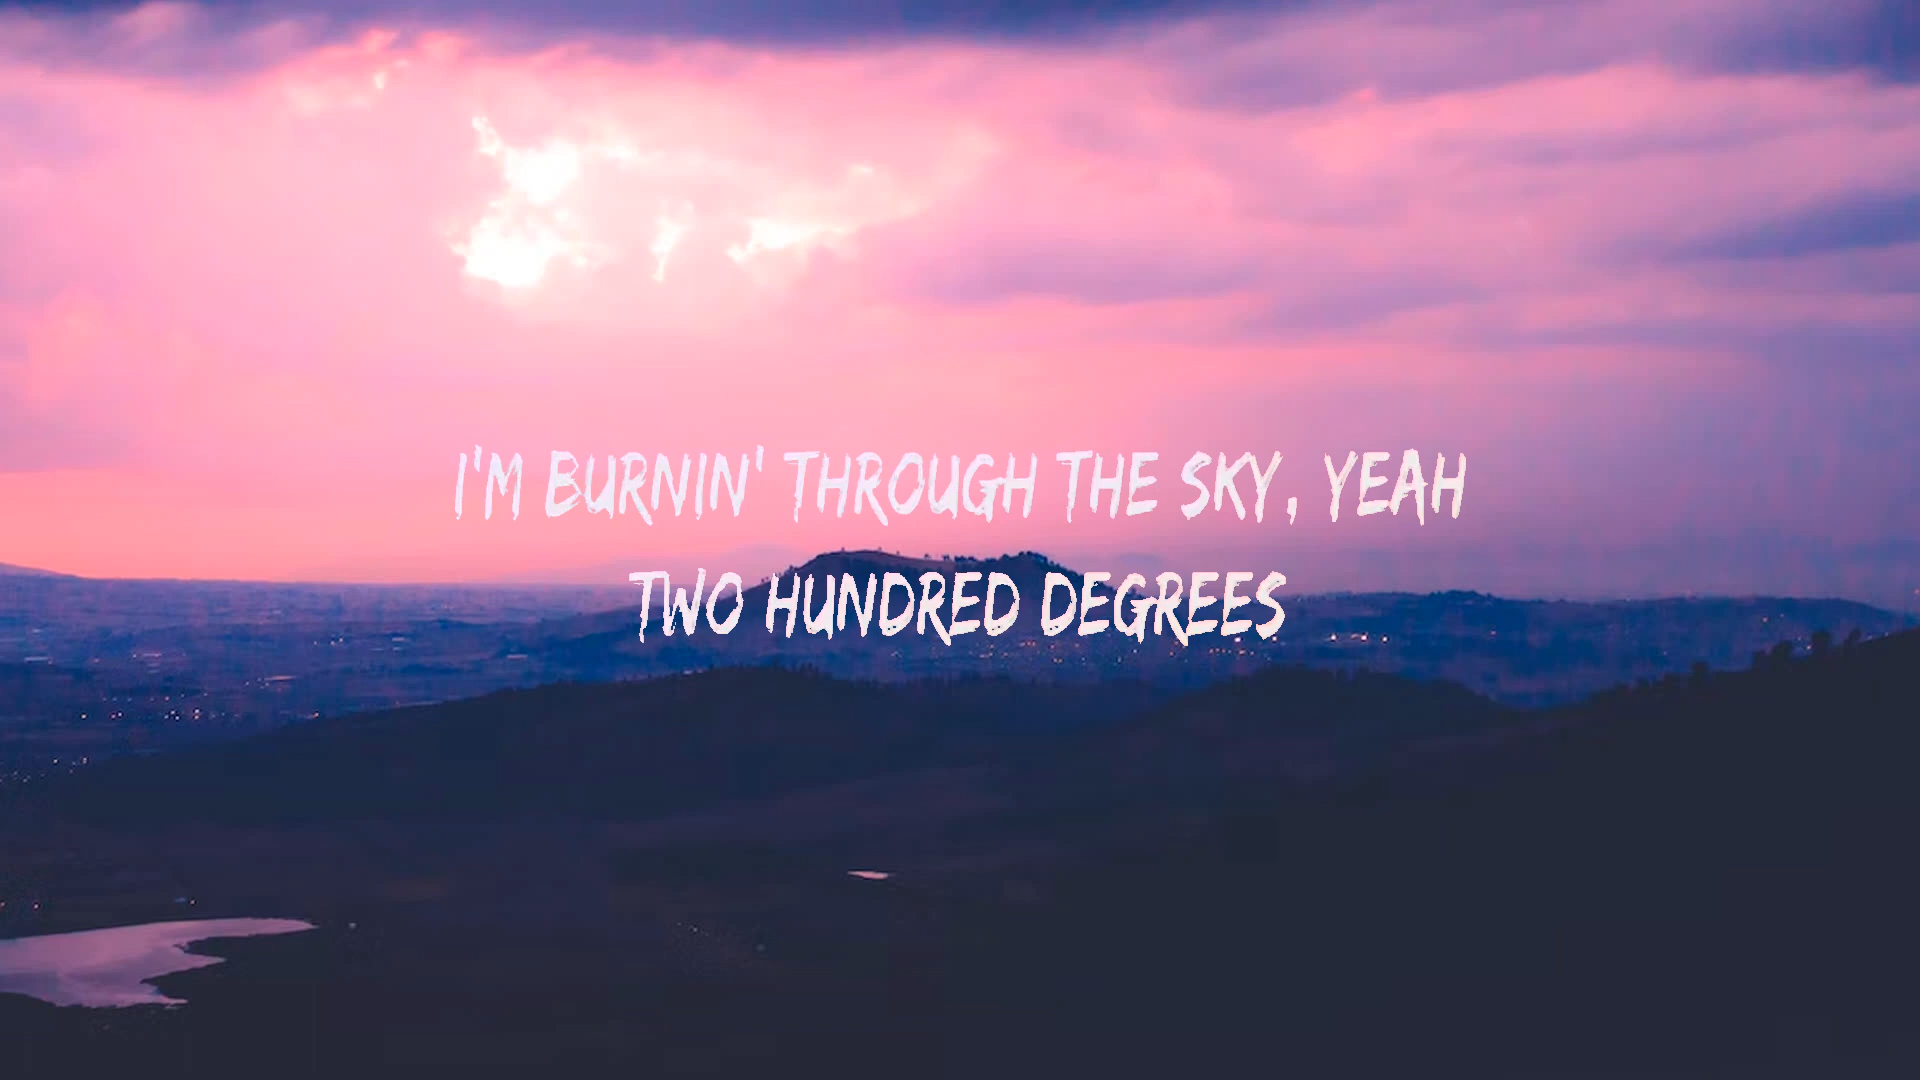 I'M BURNIN' THROUGH THE SKY, YEAH
TWO HUNDRED DEGREES